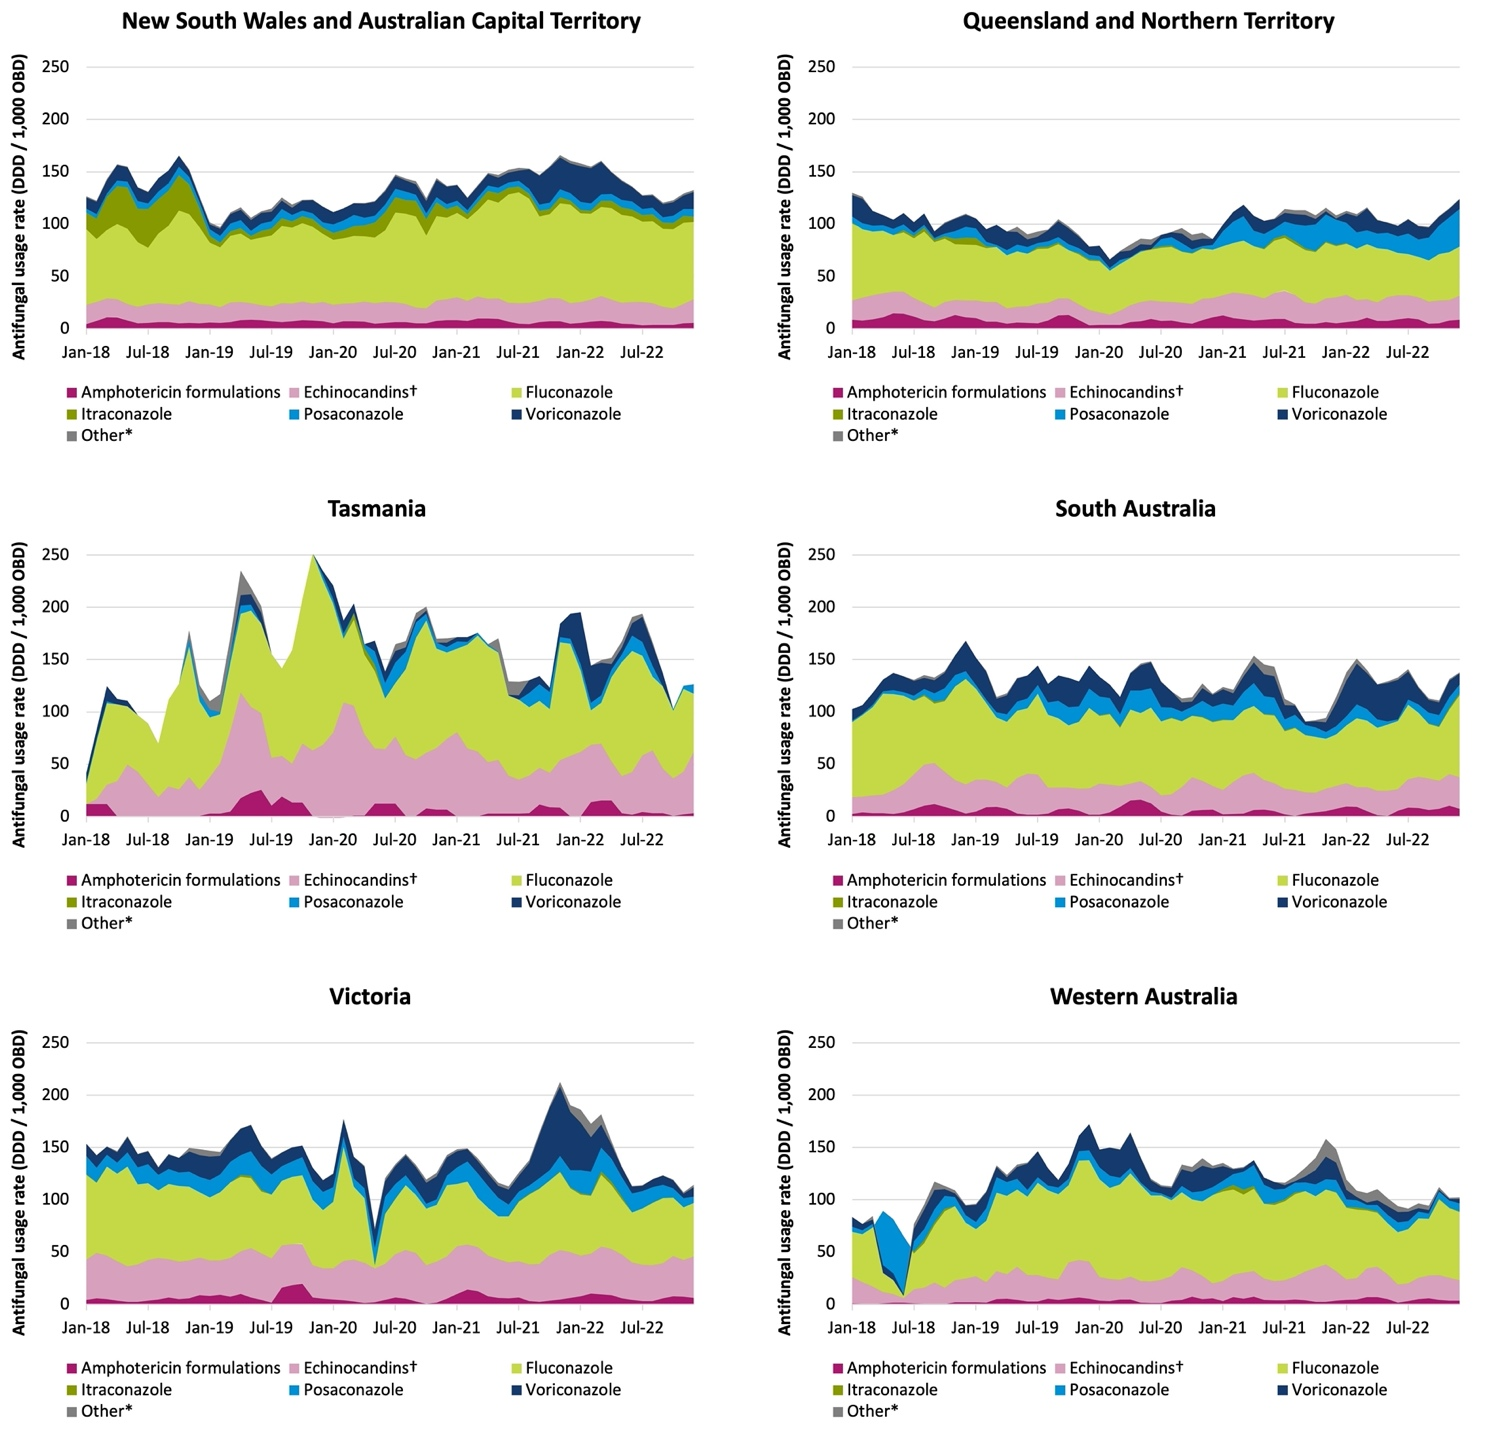 New South Wales and Australian Capital Territory
Antifungal usage rate (DDD / 1,000 OBD)
250
200
150
100
50
0
Jan-18 Jul-18 Jan-19 Jul-19 Jan-20 Jul-20 Jan-21 Jul-21 Jan-22 Jul-22
Amphotericin formulations Echinocandins† Fluconazole
Itraconazole Posaconazole Voriconazole
Other*
Queensland and Northern Territory
Antifungal usage rate (DDD / 1,000 OBD)
250
200
150
100
50
0
Jan-18 Jul-18 Jan-19 Jul-19 Jan-20 Jul-20 Jan-21 Jul-21 Jan-22 Jul-22
Amphotericin formulations Echinocandins† Fluconazole
Itraconazole Posaconazole Voriconazole
Other*
Tasmania
Antifungal usage rate (DDD / 1,000 OBD)
250
200
150
100
50
0
Jan-18 Jul-18 Jan-19 Jul-19 Jan-20 Jul-20 Jan-21 Jul-21 Jan-22 Jul-22
Amphotericin formulations Echinocandins† Fluconazole
Itraconazole Posaconazole Voriconazole
Other*
South Australia
Antifungal usage rate (DDD / 1,000 OBD)
250
200
150
100
50
0
Jan-18 Jul-18 Jan-19 Jul-19 Jan-20 Jul-20 Jan-21 Jul-21 Jan-22 Jul-22
Amphotericin formulations Echinocandins† Fluconazole
Itraconazole Posaconazole Voriconazole
Other*
Victoria
Antifungal usage rate (DDD / 1,000 OBD)
250
200
150
100
50
0
Jan-18 Jul-18 Jan-19 Jul-19 Jan-20 Jul-20 Jan-21 Jul-21 Jan-22 Jul-22
Amphotericin formulations Echinocandins† Fluconazole
Itraconazole Posaconazole Voriconazole
Other*
Western Australia
Antifungal usage rate (DDD / 1,000 OBD)
250
200
150
100
50
0
Jan-18 Jul-18 Jan-19 Jul-19 Jan-20 Jul-20 Jan-21 Jul-21 Jan-22 Jul-22
Amphotericin formulations Echinocandins† Fluconazole
Itraconazole Posaconazole Voriconazole
Other*